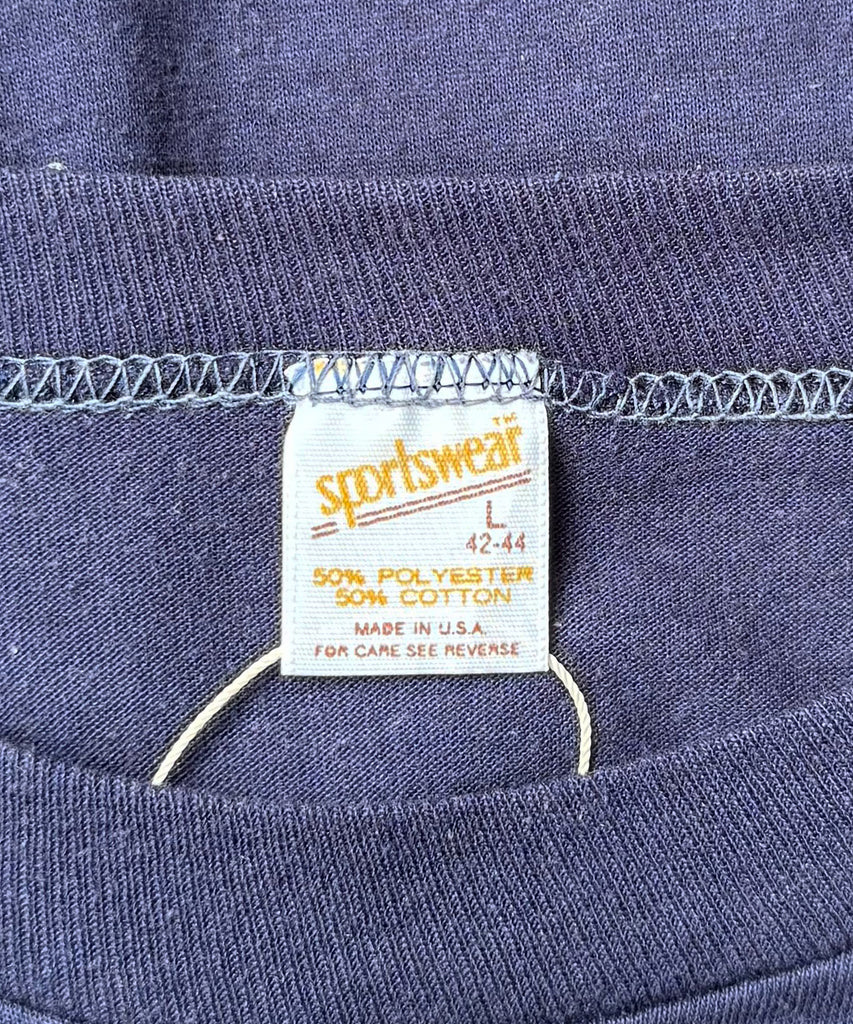 sportswear™
L
42-44
50% POLYESTER
50% COTTON
MADE IN U.S.A.
FOR CARE SEE REVERSE